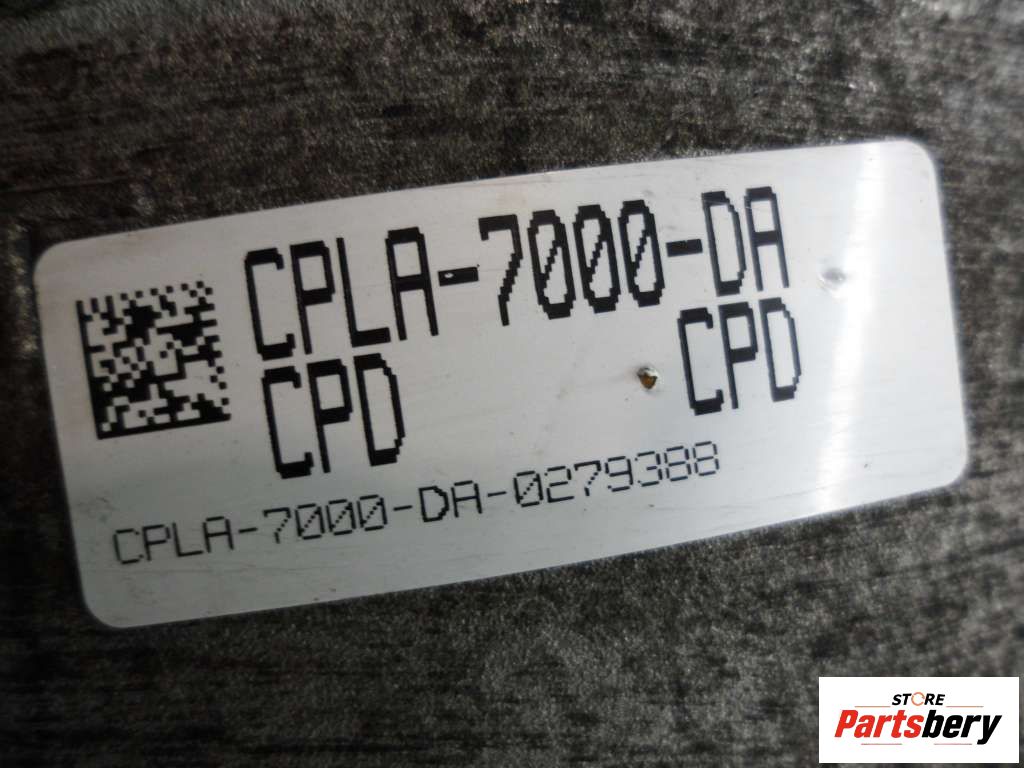 CPLA-7000-DA
CPD CPD
CPLA-7000-DA-0279388
STORE
Partsbery